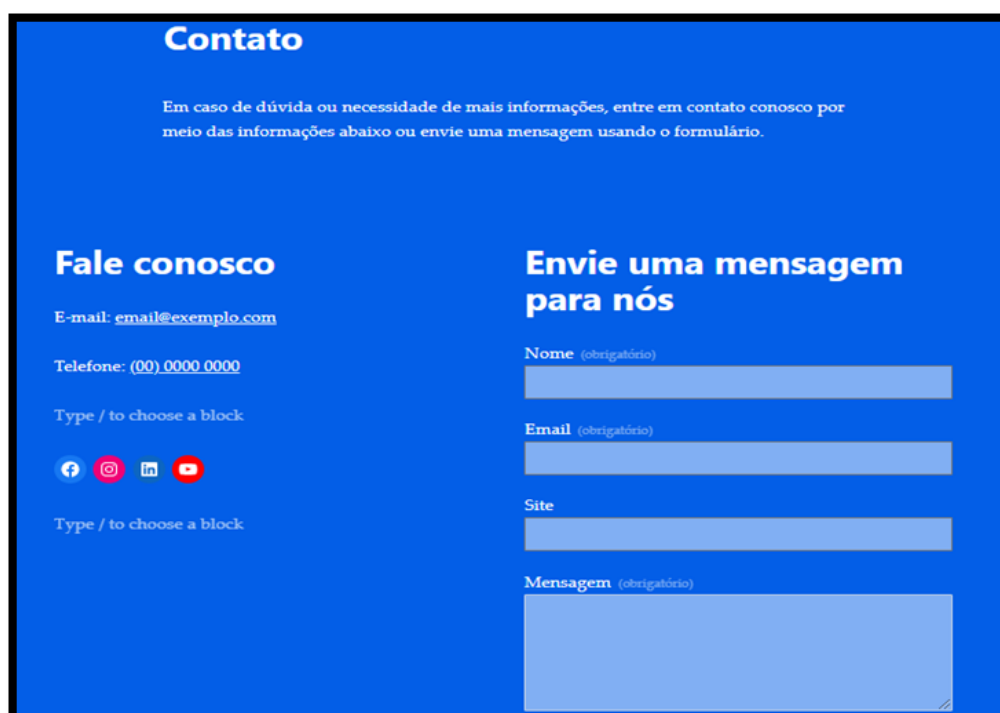 Contato
Em caso de dúvida ou necessidade de mais informações, entre em contato conosco por
meio das informações abaixo ou envie uma mensagem usando o formulário.
Fale conosco
E-mail: email@exemplo.com
Telefone: (00) 0000 0000
Type / to choose a block
Type / to choose a block
Envie uma mensagem
para nós
Nome (obrigatório)
Email (obrigatório)
Site
Mensagem (obrigatório)